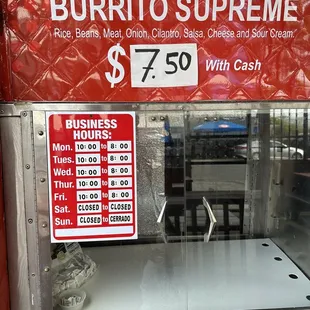 BURRITO SUPREME
Rice, Beans, Meat, Onion, Cilantro, Salsa, Cheese and Sour Cream.
$ 7.50 With Cash
BUSINESS
HOURS:
Mon. 10:00 to 8:00
Tues. 10:00 to 8:00
Wed. 10:00 to 8:00
Thur. 10:00 to 8:00
Fri. 10:00 to 8:00
Sat. CLOSED to CLOSED
Sun. CLOSED to CERRADO